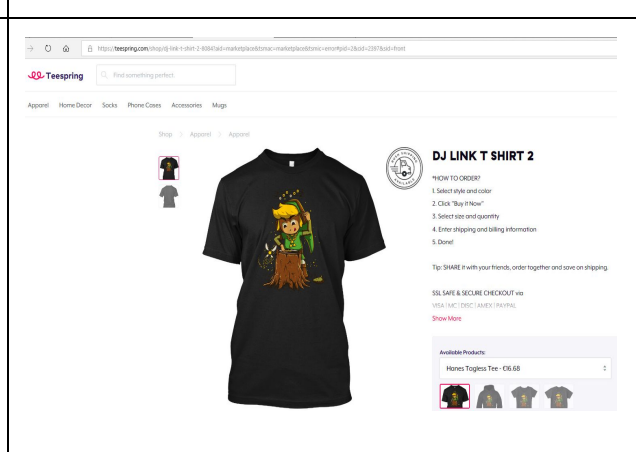 https://teespring.com/shop/dj-link-t-shirt-2-8084?aid=marketplace&tsmac=marketplace&tsmic=error#pid=2&cid=2397&sid=front
Teespring
Find something perfect
Apparel Home Decor Socks Phone Cases Accessories Mugs
Shop Apparel Apparel
DJ LINK T SHIRT 2
*HOW TO ORDER?
1. Select style and color
2. Click "Buy it Now"
3. Select size and quantity
4. Enter shipping and billing information
5. Done!
Tip: SHARE it with your friends, order together and save on shipping.
SSL SAFE & SECURE CHECKOUT via
VISA | MC | DISC | AMEX | PAYPAL
Show More
Available Products:
Hanes Tagless Tee - €16.68